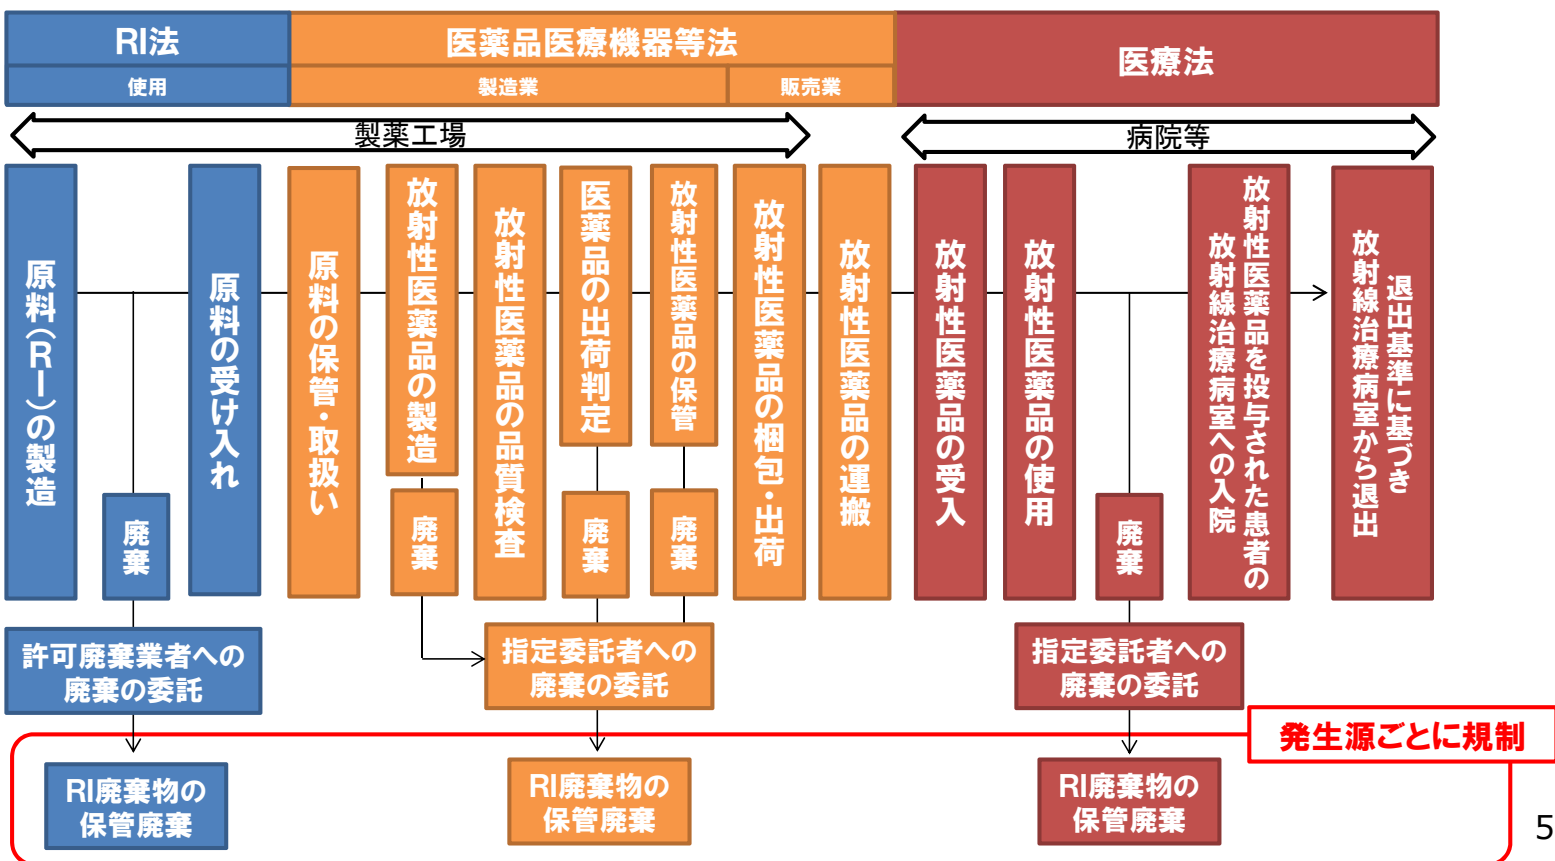 RI法
医薬品医療機器等法
医療法
使用
製造業
販売業
製薬工場
病院等
原料(RI)の製造
廃棄
原料の受け入れ
原料の保管・取扱い
放射性医薬品の製造
廃棄
放射性医薬品の品質検査
医薬品の出荷判定
廃棄
放射性医薬品の保管
廃棄
放射性医薬品の梱包・出荷
放射性医薬品の運搬
放射性医薬品の受入
放射性医薬品の使用
廃棄
放射性医薬品を投与された患者の
放射線治療病室への入院
退出基準に基づき
放射線治療病室から退出
許可廃棄業者への
廃棄の委託
指定委託者への
廃棄の委託
指定委託者への
廃棄の委託
発生源ごとに規制
RI廃棄物の
保管廃棄
RI廃棄物の
保管廃棄
RI廃棄物の
保管廃棄
5